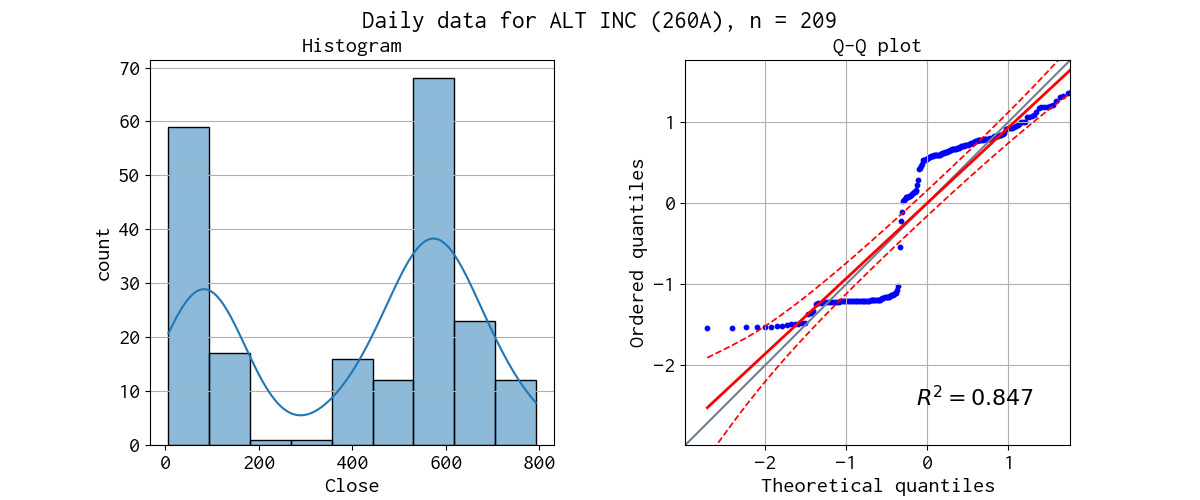 Daily data for ALT INC (260A), n = 209
Histogram
70
60
50
40
30
20
10
0
count
0 200 400 600 800
Close
Q-Q plot
1
0
−1
−2
Ordered quantiles
R² = 0.847
−2 −1 0 1
Theoretical quantiles